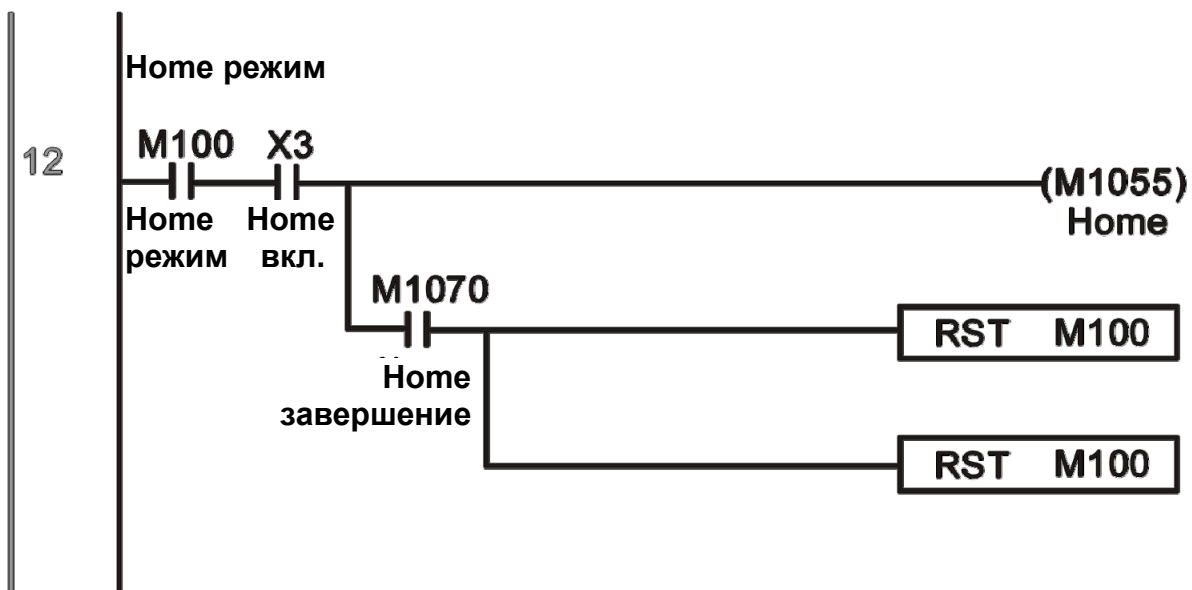 Home режим
12
M100 X3
(M1055)
Home Home
режим вкл.
Home
M1070
RST M100
Home
завершение
RST M100